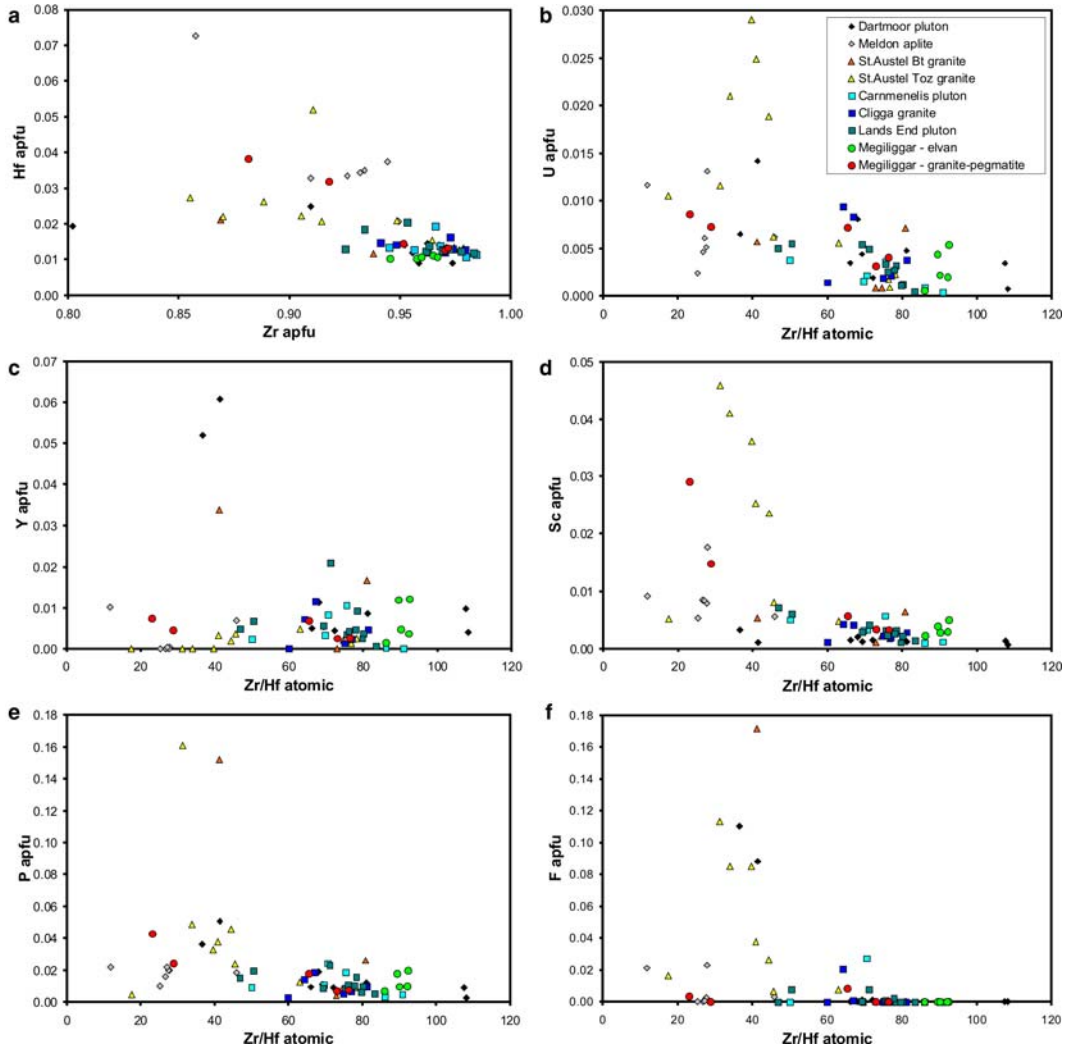 a
0.08
0.07
0.06
0.05
0.04
0.03
0.02
0.01
0.00
Hf apfu
0.80 0.85 0.90 0.95 1.00
Zr apfu
b
0.030
0.025
0.020
0.015
0.010
0.005
0.000
U apfu
0 20 40 60 80 100 120
Zr/Hf atomic
Dartmoor pluton
Meldon aplite
St.Austel Bt granite
St.Austel Toz granite
Carnmenelis pluton
Cligga granite
Lands End pluton
Megiliggar - elvan
Megiliggar - granite-pegmatite
c
0.07
0.06
0.05
0.04
0.03
0.02
0.01
0.00
Y apfu
0 20 40 60 80 100 120
Zr/Hf atomic
d
0.05
0.04
0.03
0.02
0.01
0.00
Sc apfu
0 20 40 60 80 100 120
Zr/Hf atomic
e
0.18
0.16
0.14
0.12
0.10
0.08
0.06
0.04
0.02
0.00
P apfu
0 20 40 60 80 100 120
Zr/Hf atomic
f
0.18
0.16
0.14
0.12
0.10
0.08
0.06
0.04
0.02
0.00
F apfu
0 20 40 60 80 100 120
Zr/Hf atomic